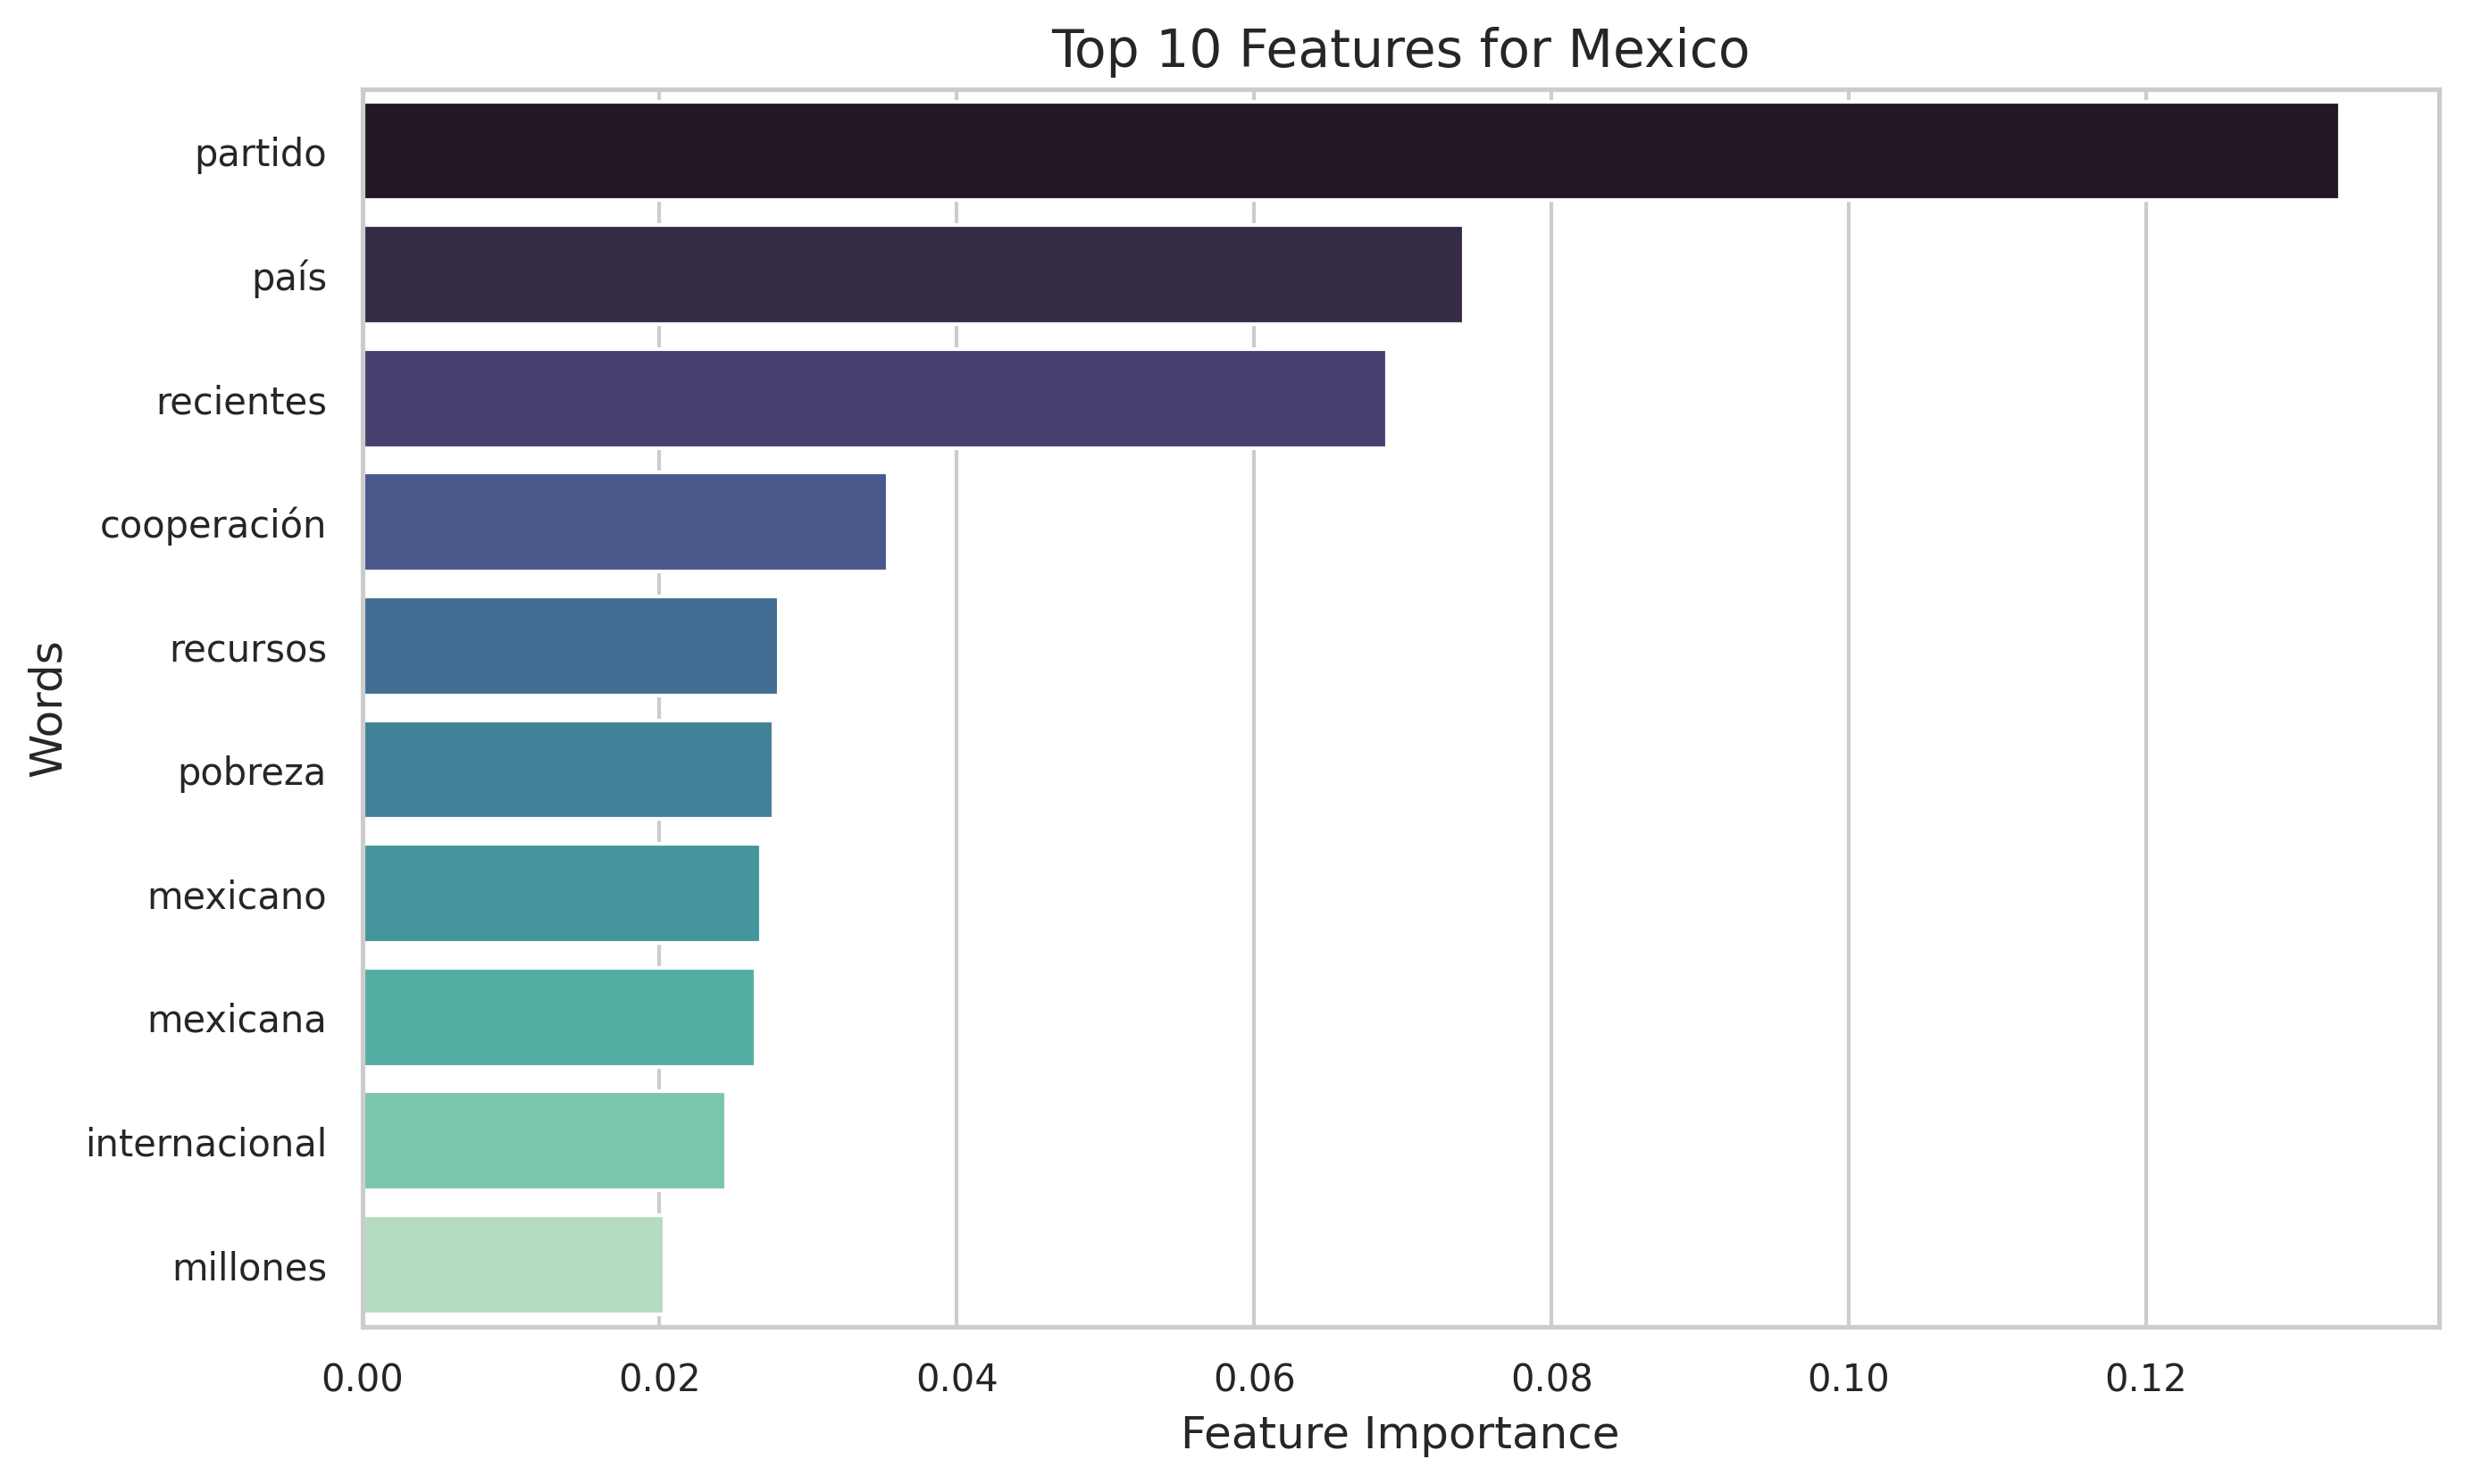 Top 10 Features for Mexico
partido
país
recientes
cooperación
recursos
pobreza
mexicano
mexicana
internacional
millones
Words
0.00 0.02 0.04 0.06 0.08 0.10 0.12
Feature Importance